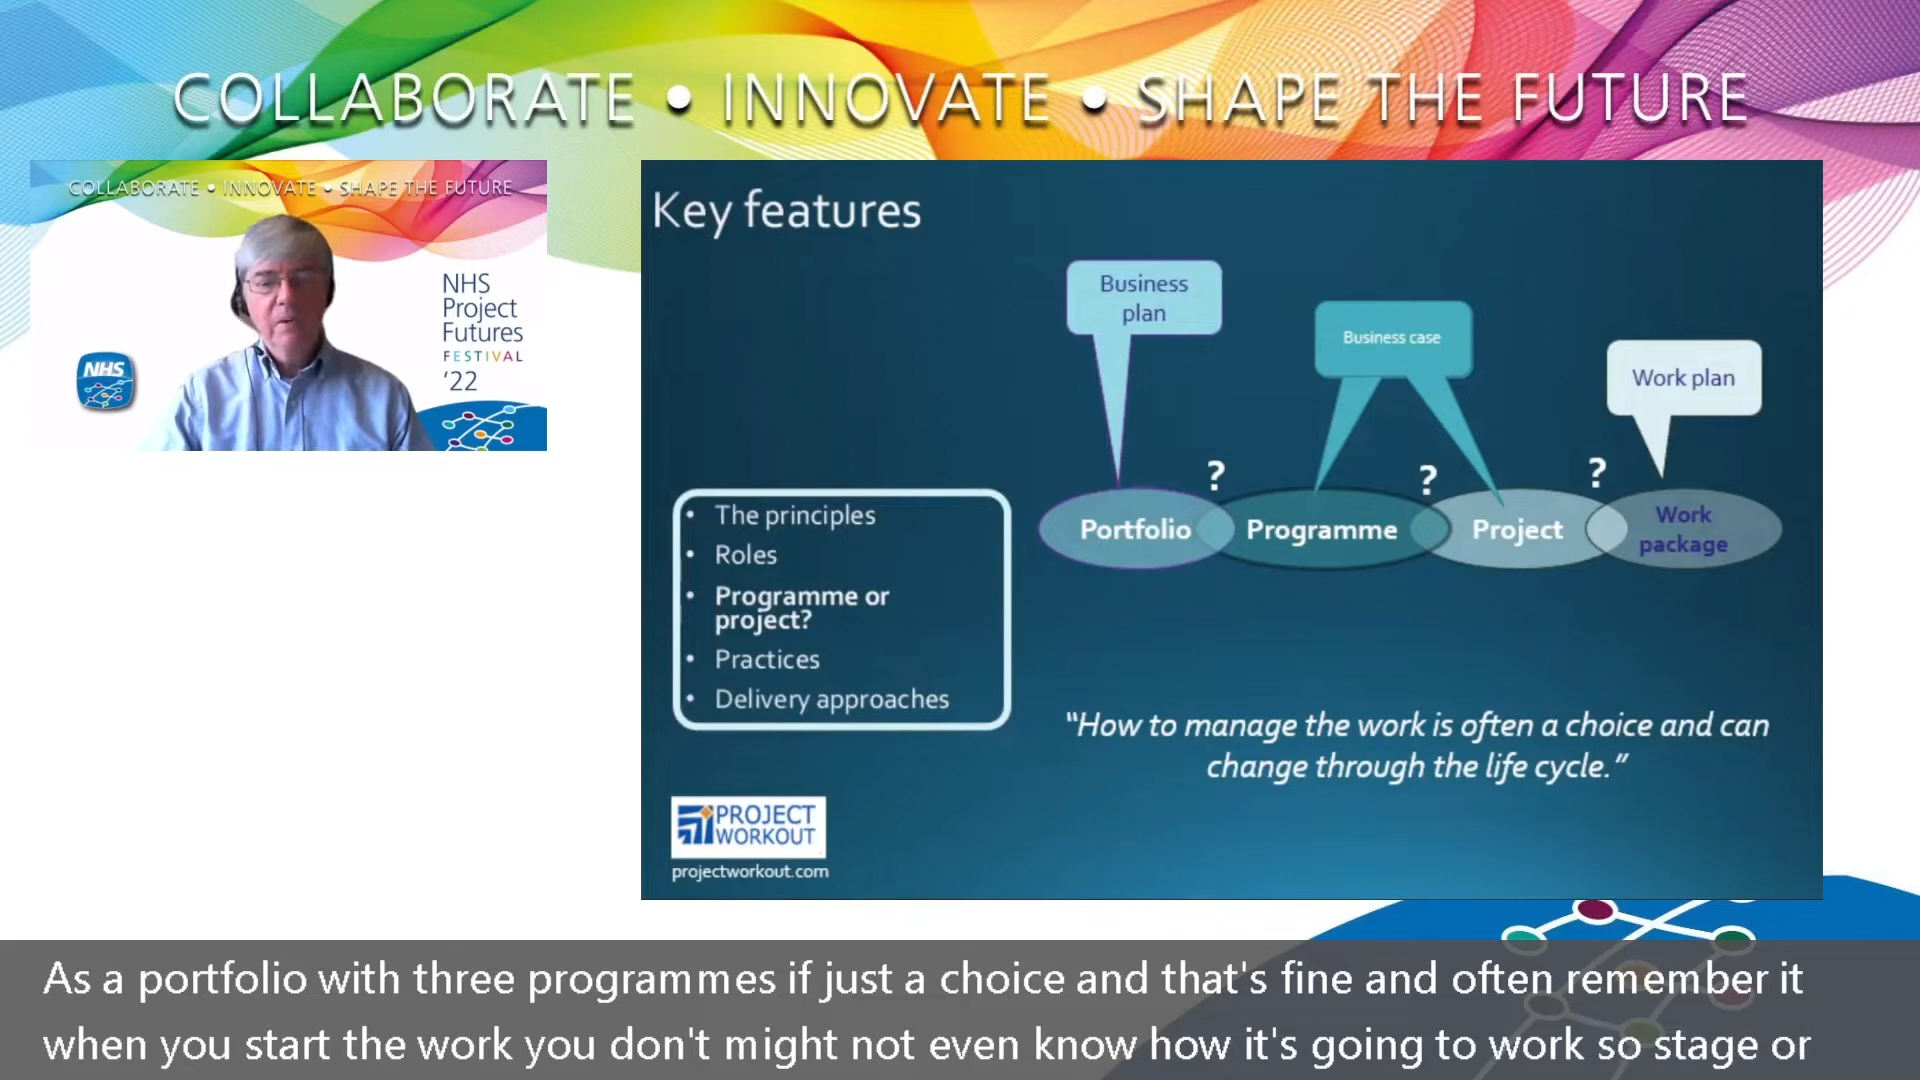 COLLABORATE • INNOVATE • SHAPE THE FUTURE
COLLABORATE • INNOVATE • SHAPE THE FUTURE
NHS
Project
Futures
FESTIVAL
'22
NHS
Key features
Business
plan
Business case
Work plan
?
?
?
Portfolio
Programme
Project
Work
package
• The principles
• Roles
• Programme or
project?
• Practices
• Delivery approaches
"How to manage the work is often a choice and can
change through the life cycle."
PROJECT
WORKOUT
projectworkout.com
As a portfolio with three programmes if just a choice and that's fine and often remember it
when you start the work you don't might not even know how it's going to work so stage or